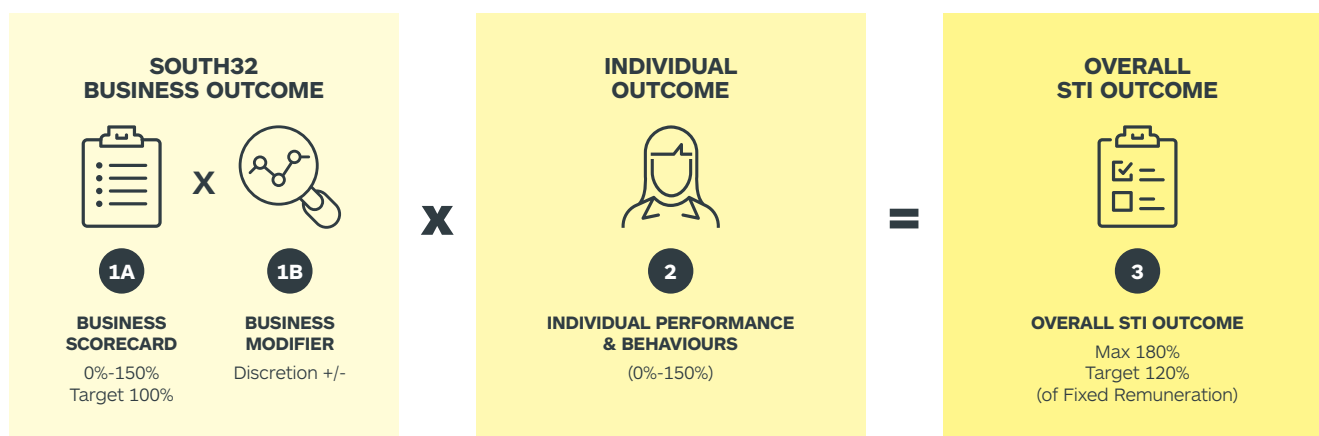 SOUTH32
BUSINESS OUTCOME
X
1A
BUSINESS
SCORECARD
0%-150%
Target 100%
1B
BUSINESS
MODIFIER
Discretion +/-
x
INDIVIDUAL
OUTCOME
2
INDIVIDUAL PERFORMANCE
& BEHAVIOURS
(0%-150%)
=
OVERALL
STI OUTCOME
3
OVERALL STI OUTCOME
Max 180%
Target 120%
(of Fixed Remuneration)